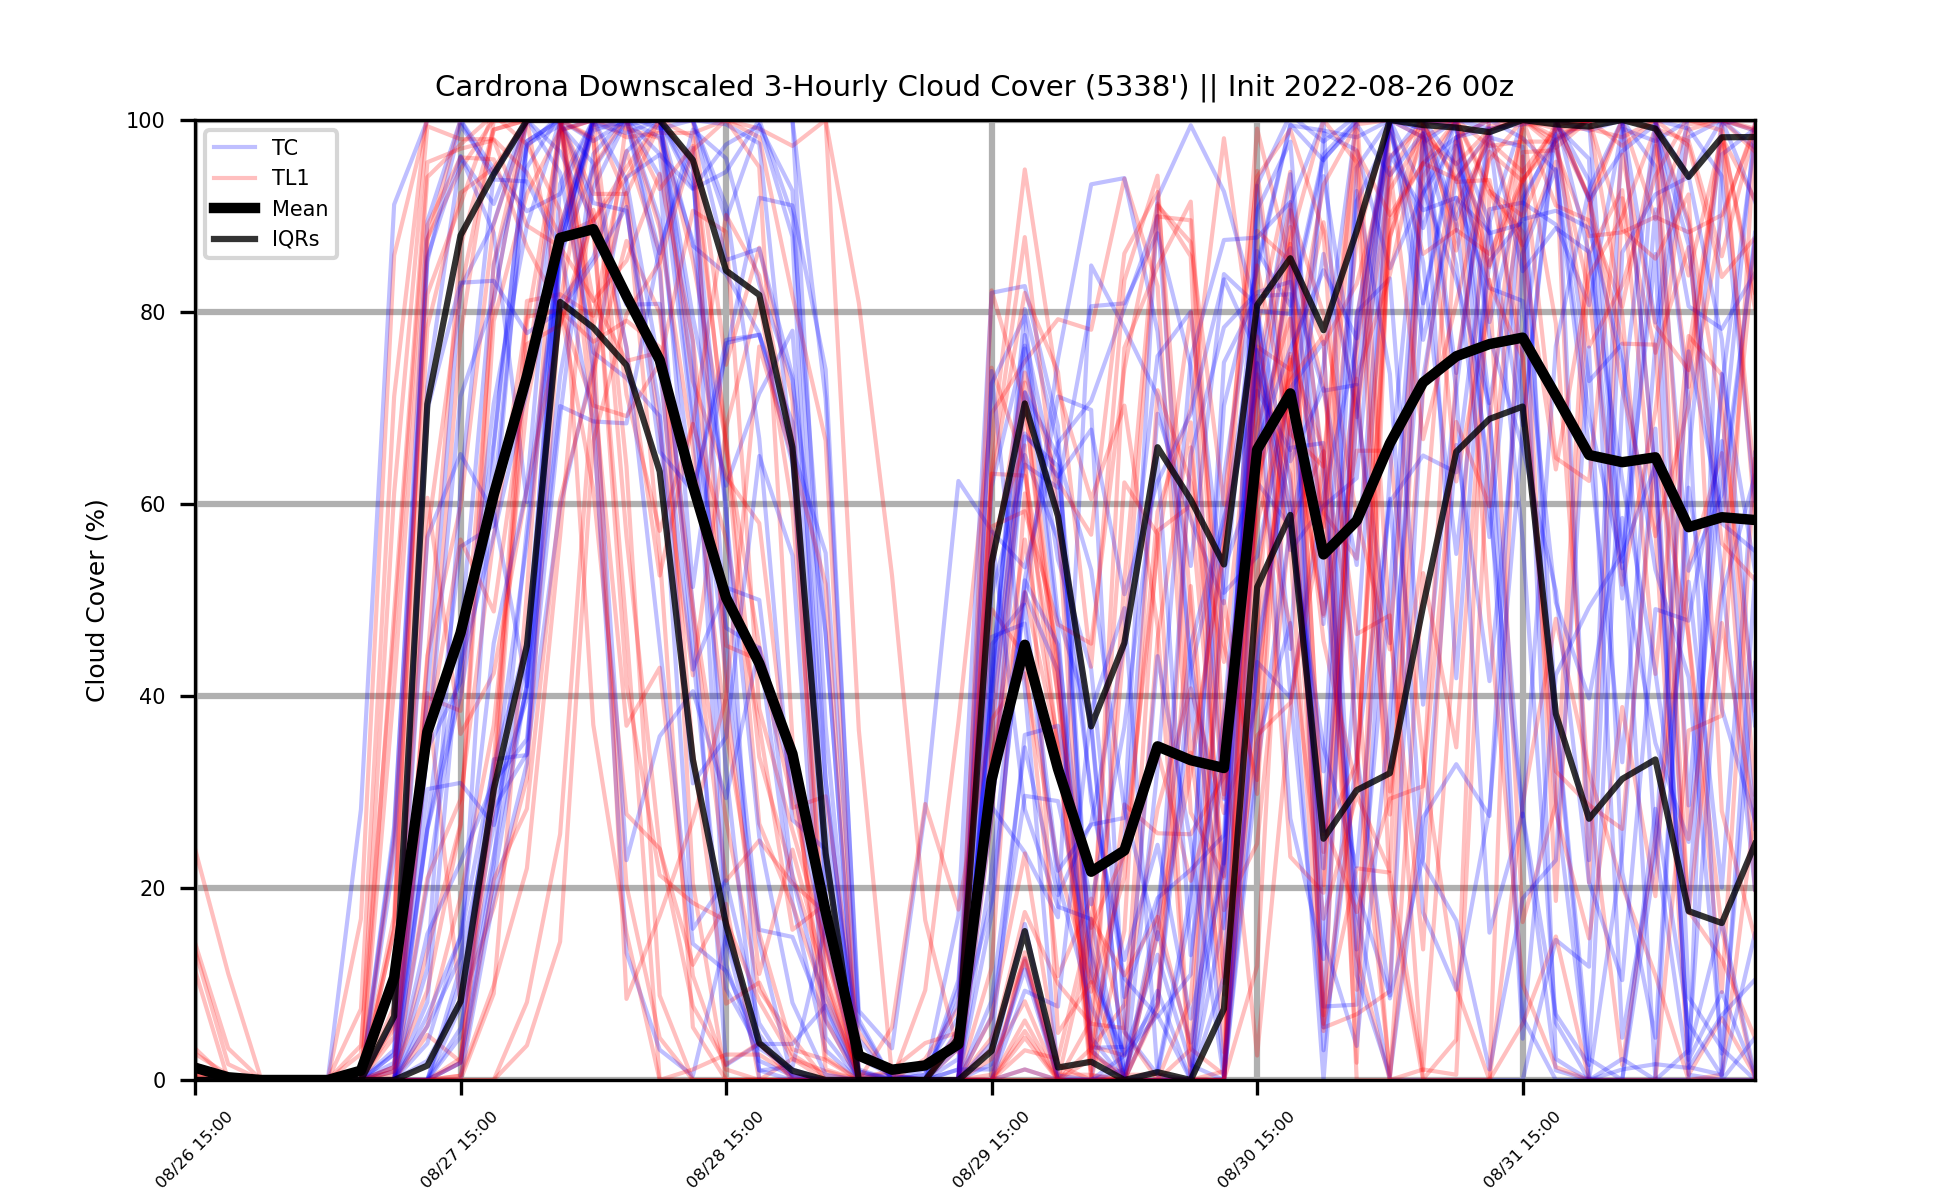 Cardrona Downscaled 3-Hourly Cloud Cover (5338') || Init 2022-08-26 00z
100
80
60
40
20
0
Cloud Cover (%)
TC
TL1
Mean
IQRs
08/26 15:00
08/27 15:00
08/28 15:00
08/29 15:00
08/30 15:00
08/31 15:00